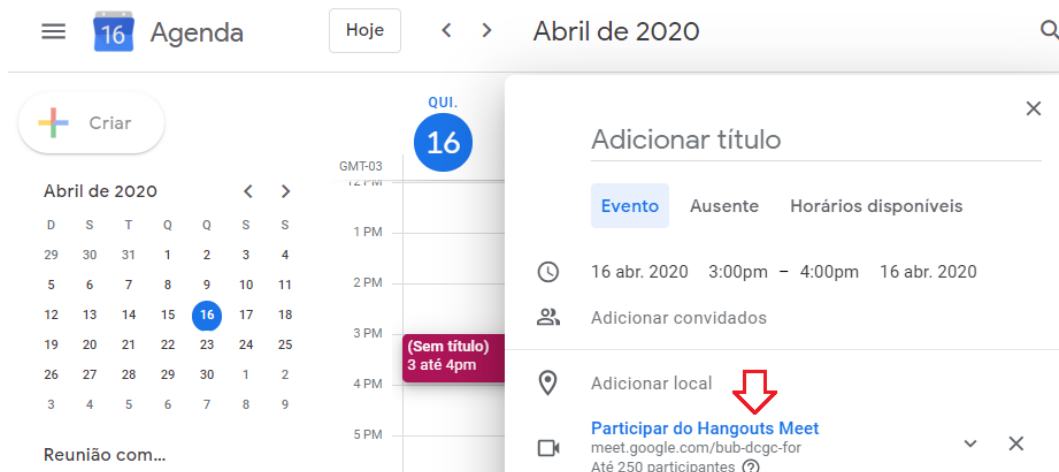 16 Agenda Hoje < > Abril de 2020
Criar
Abril de 2020 < >
D S T Q Q S S
29 30 31 1 2 3 4
5 6 7 8 9 10 11
12 13 14 15 16 17 18
19 20 21 22 23 24 25
26 27 28 29 30 1 2
3 4 5 6 7 8 9
Reunião com...
QUI.
16
GMT-03
12 PM
1 PM
2 PM
3 PM
4 PM
5 PM
(Sem título)
3 até 4pm
Adicionar título
Evento Ausente Horários disponíveis
16 abr. 2020 3:00pm – 4:00pm 16 abr. 2020
Adicionar convidados
Adicionar local
Participar do Hangouts Meet
meet.google.com/bub-dcgc-for
Até 250 participantes ?